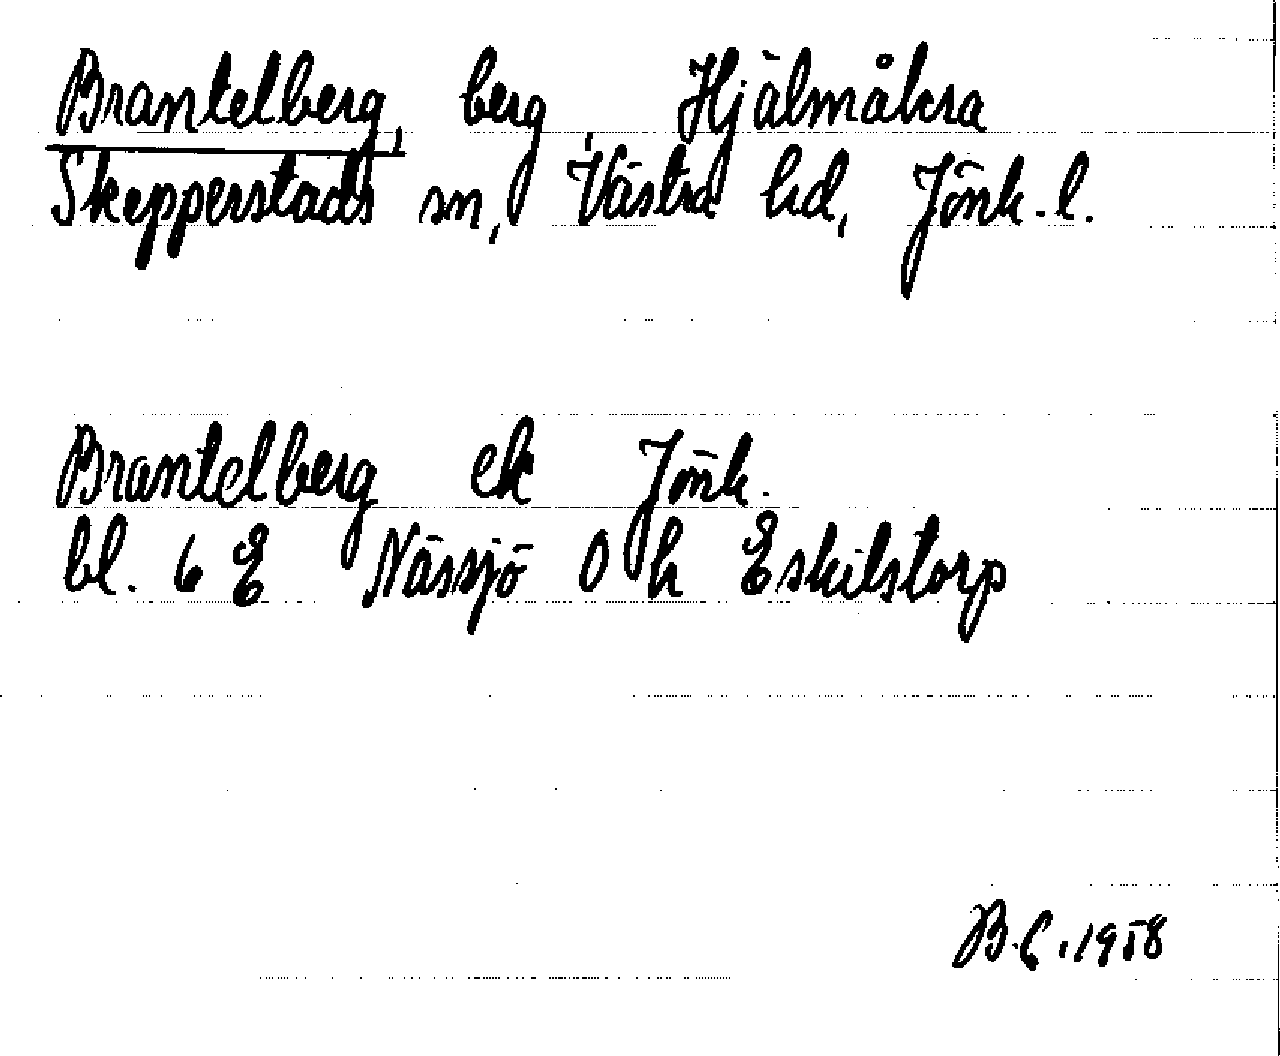 Brantelberg, berg, Hjälmåkra
Skepperstads sn, Västra hd, Jönk. l.
Brantelberg ek Jönk.
bl. 6 E Nässjö O h Eskilstorp
B.C. 1958